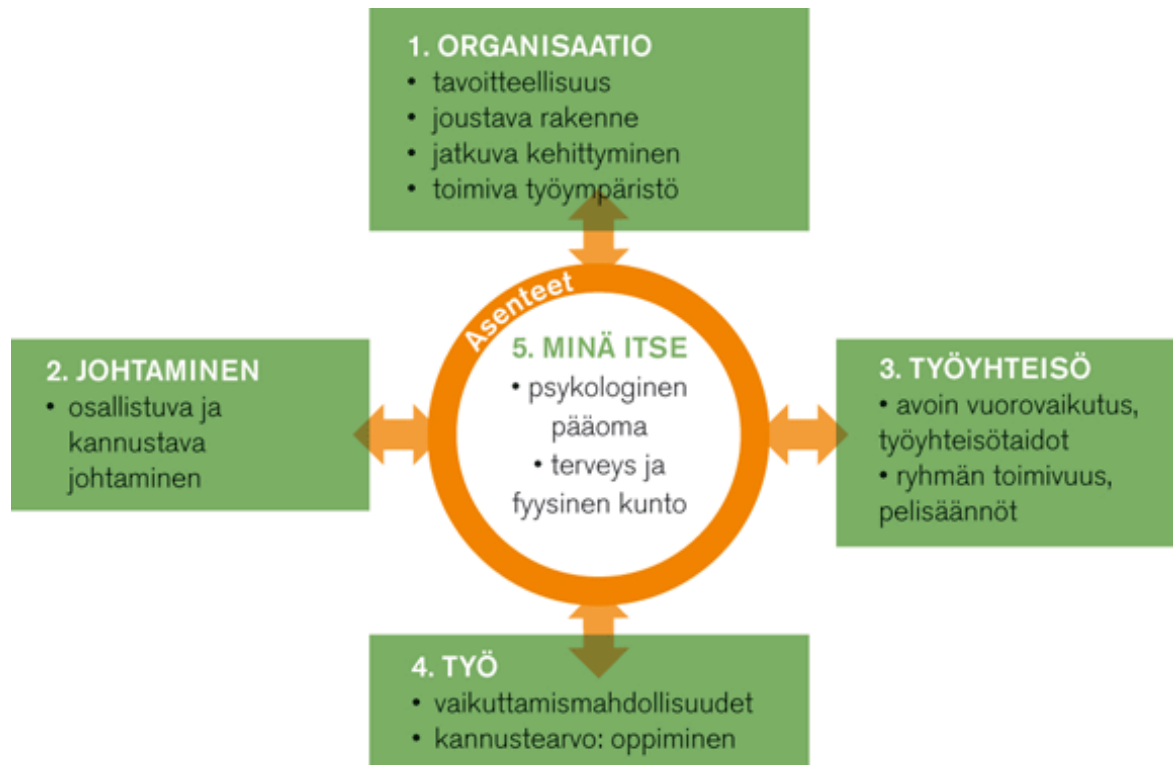 1. ORGANISAATIO
• tavoitteellisuus
• joustava rakenne
• jatkuva kehittyminen
• toimiva työympäristö
Asenteet
2. JOHTAMINEN
• osallistuva ja
kannustava
johtaminen
5. MINÄ ITSE
• psykologinen
pääoma
• terveys ja
fyysinen kunto
3. TYÖYHTEISÖ
• avoin vuorovaikutus,
työyhteisötaidot
• ryhmän toimivuus,
pelisäännöt
4. TYÖ
• vaikuttamismahdollisuudet
• kannustearvo: oppiminen